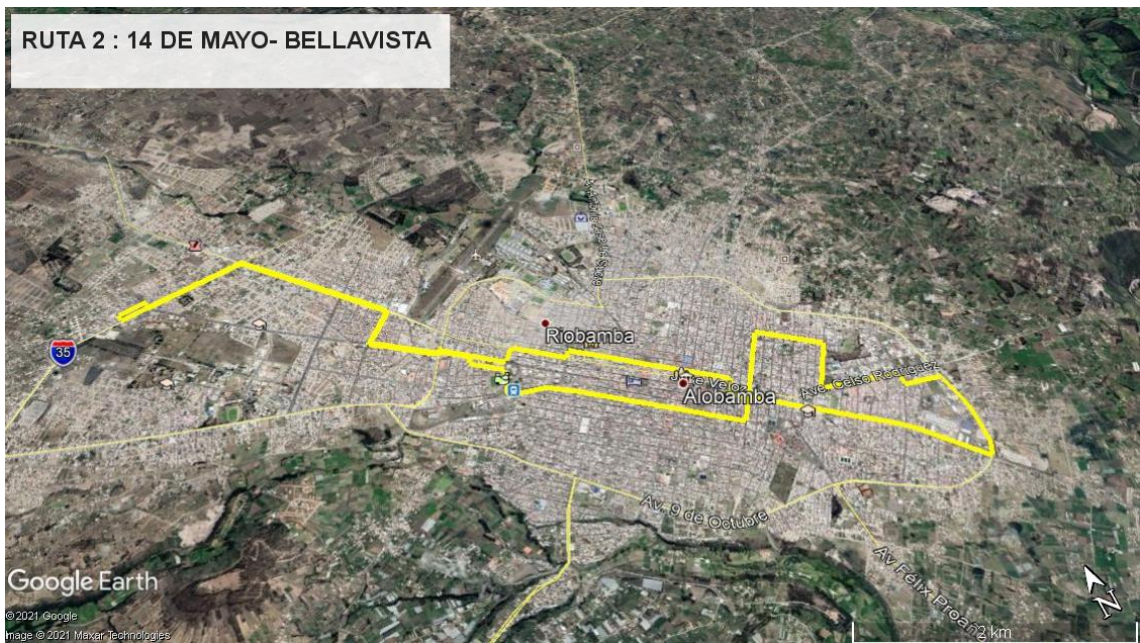 RUTA 2 : 14 DE MAYO- BELLAVISTA
35
Riobamba
Alobamba
Ave. Celso Rodríguez
Av. 9 de Octubre
Av Félix Proaño
Google Earth
©2021 Google
Image © 2021 Maxar Technologies
N
2 km